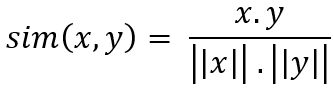 sim(x, y) = x. y / ||x|| . ||y||